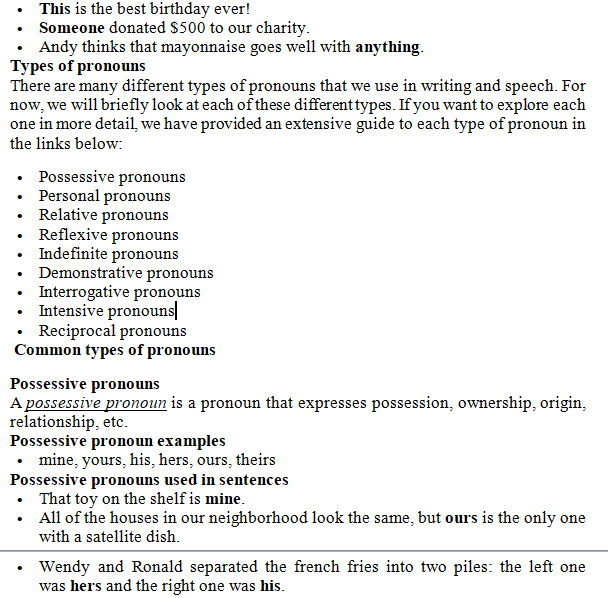 • This is the best birthday ever!
• Someone donated $500 to our charity.
• Andy thinks that mayonnaise goes well with anything.
Types of pronouns
There are many different types of pronouns that we use in writing and speech. For
now, we will briefly look at each of these different types. If you want to explore each
one in more detail, we have provided an extensive guide to each type of pronoun in
the links below:
• Possessive pronouns
• Personal pronouns
• Relative pronouns
• Reflexive pronouns
• Indefinite pronouns
• Demonstrative pronouns
• Interrogative pronouns
• Intensive pronouns
• Reciprocal pronouns
Common types of pronouns
Possessive pronouns
A possessive pronoun is a pronoun that expresses possession, ownership, origin,
relationship, etc.
Possessive pronoun examples
• mine, yours, his, hers, ours, theirs
Possessive pronouns used in sentences
• That toy on the shelf is mine.
• All of the houses in our neighborhood look the same, but ours is the only one
with a satellite dish.
• Wendy and Ronald separated the french fries into two piles: the left one
was hers and the right one was his.